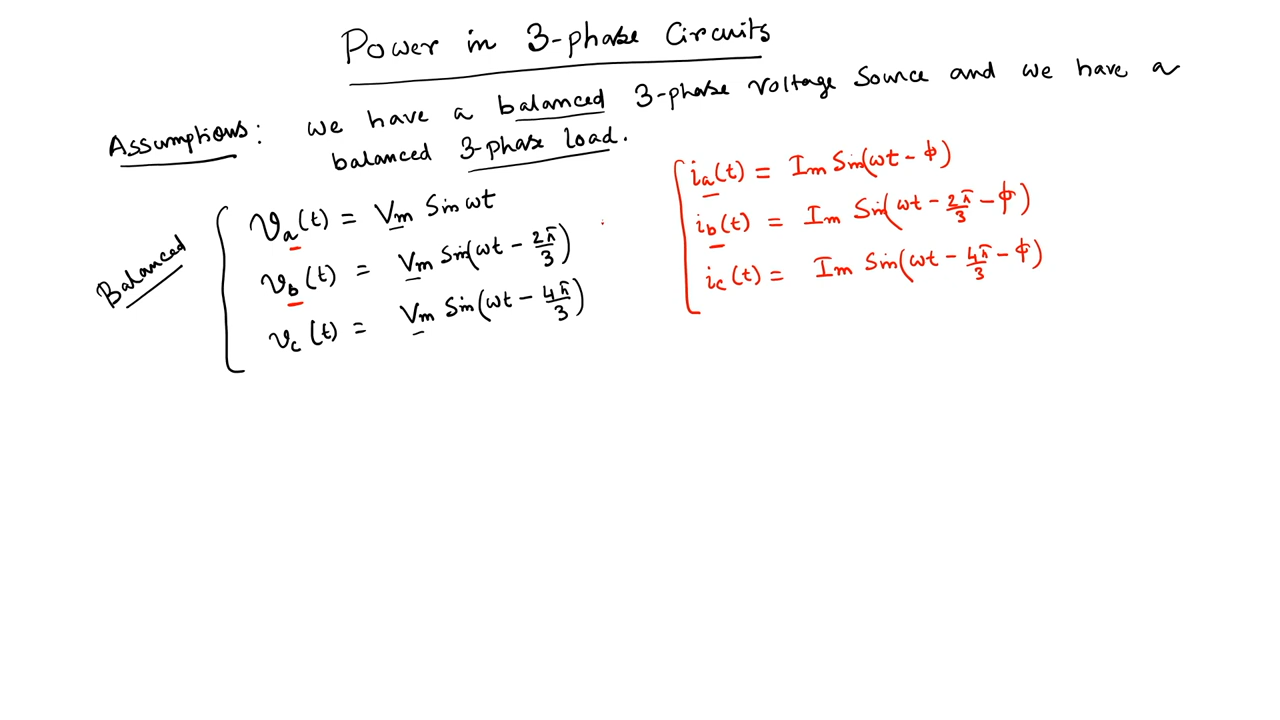 Power in 3-phase Circuits
Assumptions: we have a balanced 3-phase voltage Source and we have a
balanced 3-phase load.
Balanced
va(t) = Vm Sin ωt
vb(t) = Vm Sin(ωt - 2π/3)
vc(t) = Vm Sin(ωt - 4π/3)
ia(t) = Im Sin(ωt - ϕ)
ib(t) = Im Sin(ωt - 2π/3 - ϕ)
ic(t) = Im Sin(ωt - 4π/3 - ϕ)